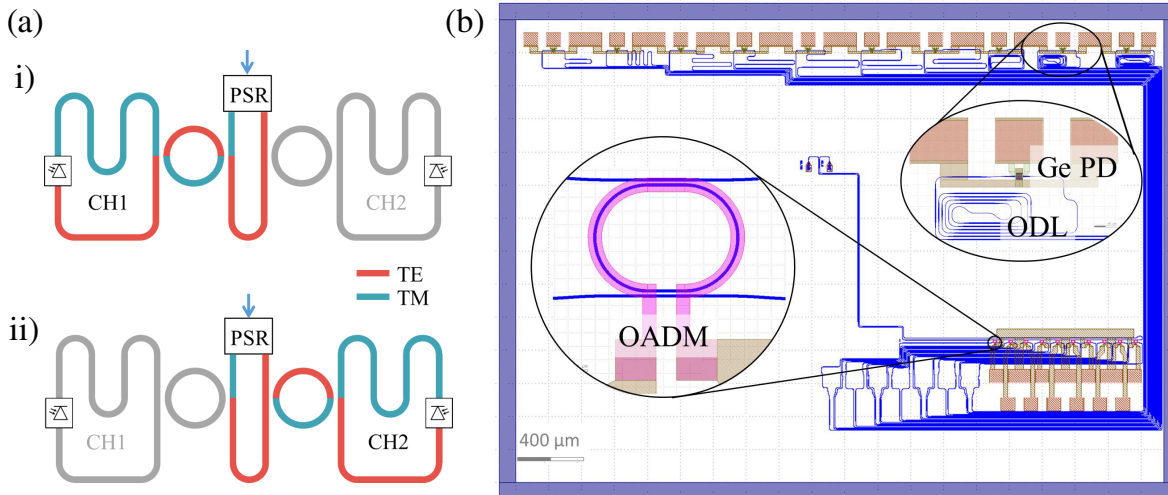 (a)
i)
PSR
CH1
CH2
TE
TM
ii)
PSR
CH1
CH2
(b)
Ge PD
ODL
OADM
400 μm